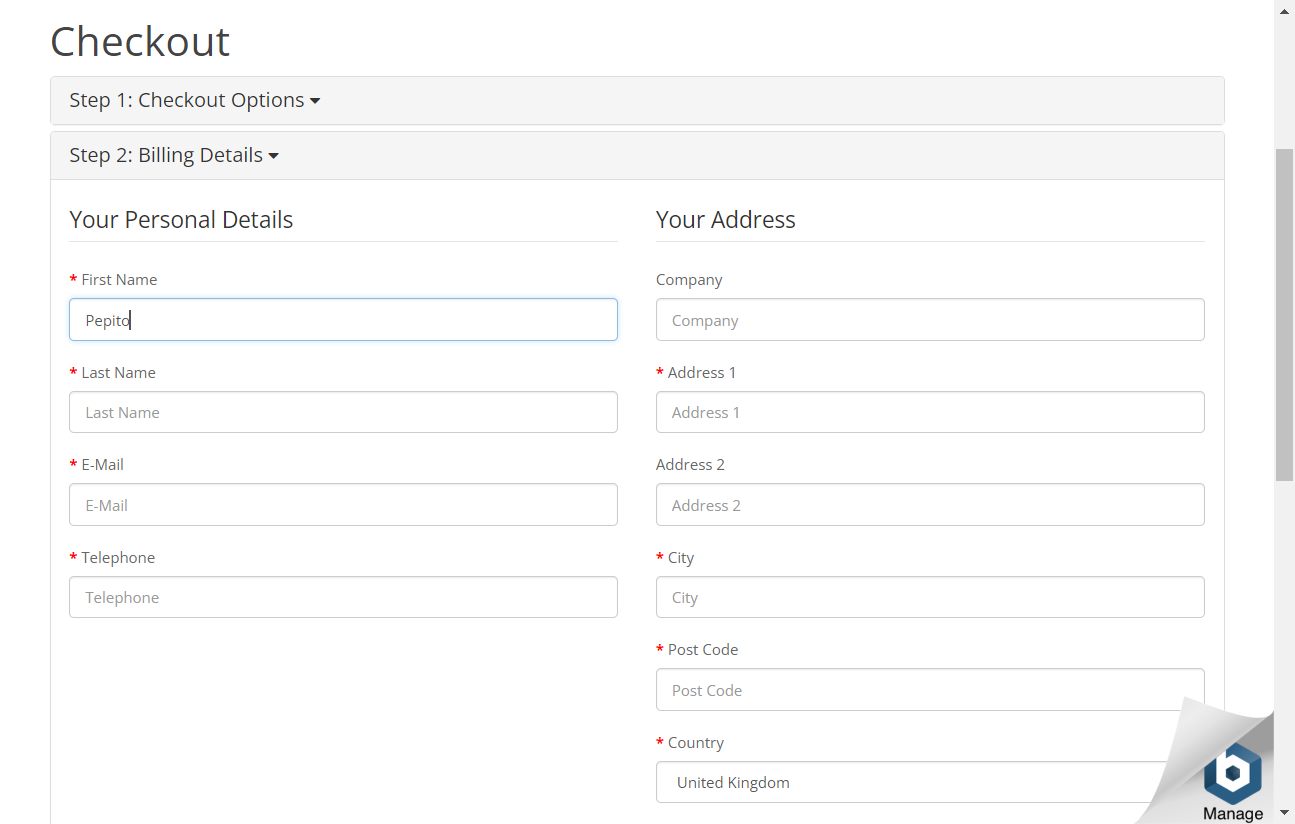 Checkout
Step 1: Checkout Options
Step 2: Billing Details
Your Personal Details
* First Name
Pepito
* Last Name
Last Name
* E-Mail
E-Mail
* Telephone
Telephone
Your Address
Company
Company
* Address 1
Address 1
Address 2
Address 2
* City
City
* Post Code
Post Code
* Country
United Kingdom
Manage